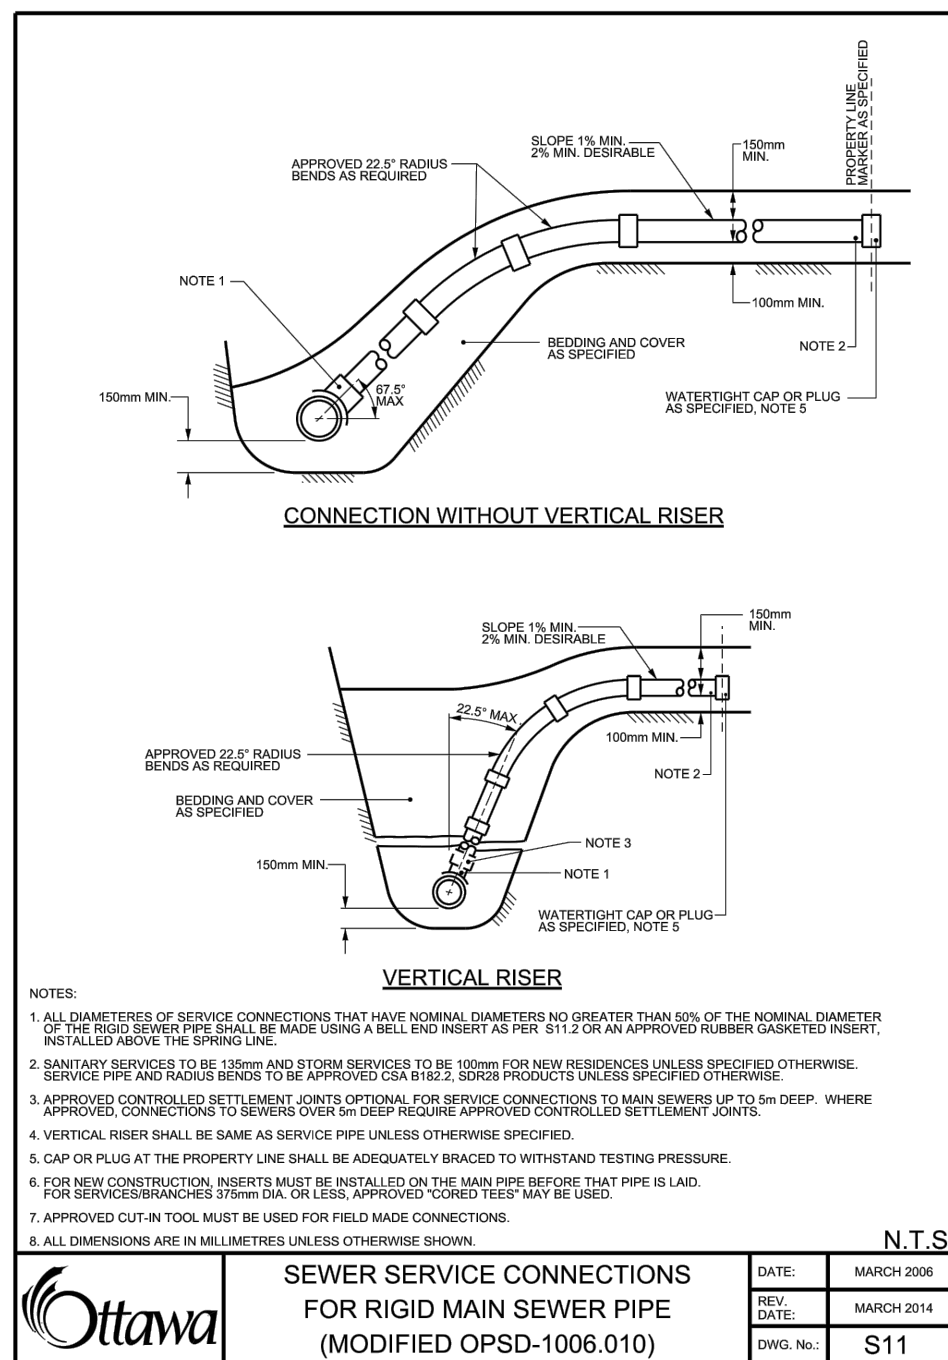 PROPERTY LINE
MARKER AS SPECIFIED
SLOPE 1% MIN.
2% MIN. DESIRABLE
150mm
MIN.
APPROVED 22.5° RADIUS
BENDS AS REQUIRED
NOTE 1
100mm MIN.
BEDDING AND COVER
AS SPECIFIED
NOTE 2
67.5°
MAX
150mm MIN.
WATERTIGHT CAP OR PLUG
AS SPECIFIED, NOTE 5
CONNECTION WITHOUT VERTICAL RISER
150mm
MIN.
SLOPE 1% MIN.
2% MIN. DESIRABLE
22.5° MAX.
100mm MIN.
APPROVED 22.5° RADIUS
BENDS AS REQUIRED
NOTE 2
BEDDING AND COVER
AS SPECIFIED
NOTE 3
150mm MIN.
NOTE 1
WATERTIGHT CAP OR PLUG
AS SPECIFIED, NOTE 5
VERTICAL RISER
NOTES:
1. ALL DIAMETERES OF SERVICE CONNECTIONS THAT HAVE NOMINAL DIAMETERS NO GREATER THAN 50% OF THE NOMINAL DIAMETER
OF THE RIGID SEWER PIPE SHALL BE MADE USING A BELL END INSERT AS PER S11.2 OR AN APPROVED RUBBER GASKETED INSERT,
INSTALLED ABOVE THE SPRING LINE.
2. SANITARY SERVICES TO BE 135mm AND STORM SERVICES TO BE 100mm FOR NEW RESIDENCES UNLESS SPECIFIED OTHERWISE.
SERVICE PIPE AND RADIUS BENDS TO BE APPROVED CSA B182.2, SDR28 PRODUCTS UNLESS SPECIFIED OTHERWISE.
3. APPROVED CONTROLLED SETTLEMENT JOINTS OPTIONAL FOR SERVICE CONNECTIONS TO MAIN SEWERS UP TO 5m DEEP. WHERE
APPROVED, CONNECTIONS TO SEWERS OVER 5m DEEP REQUIRE APPROVED CONTROLLED SETTLEMENT JOINTS.
4. VERTICAL RISER SHALL BE SAME AS SERVICE PIPE UNLESS OTHERWISE SPECIFIED.
5. CAP OR PLUG AT THE PROPERTY LINE SHALL BE ADEQUATELY BRACED TO WITHSTAND TESTING PRESSURE.
6. FOR NEW CONSTRUCTION, INSERTS MUST BE INSTALLED ON THE MAIN PIPE BEFORE THAT PIPE IS LAID.
FOR SERVICES/BRANCHES 375mm DIA. OR LESS, APPROVED "CORED TEES" MAY BE USED.
7. APPROVED CUT-IN TOOL MUST BE USED FOR FIELD MADE CONNECTIONS.
8. ALL DIMENSIONS ARE IN MILLIMETRES UNLESS OTHERWISE SHOWN.
N.T.S
Ottawa
SEWER SERVICE CONNECTIONS
FOR RIGID MAIN SEWER PIPE
(MODIFIED OPSD-1006.010)
DATE: MARCH 2006
REV.
DATE: MARCH 2014
DWG. No.: S11